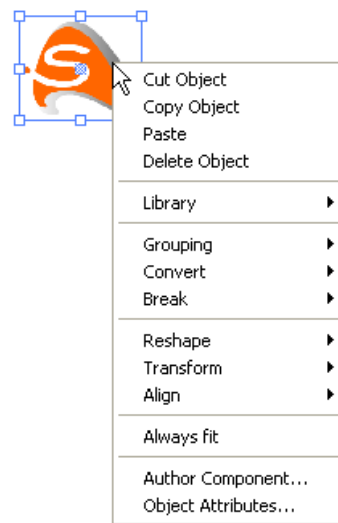 S
Cut Object
Copy Object
Paste
Delete Object
Library
Grouping
Convert
Break
Reshape
Transform
Align
Always fit
Author Component...
Object Attributes...